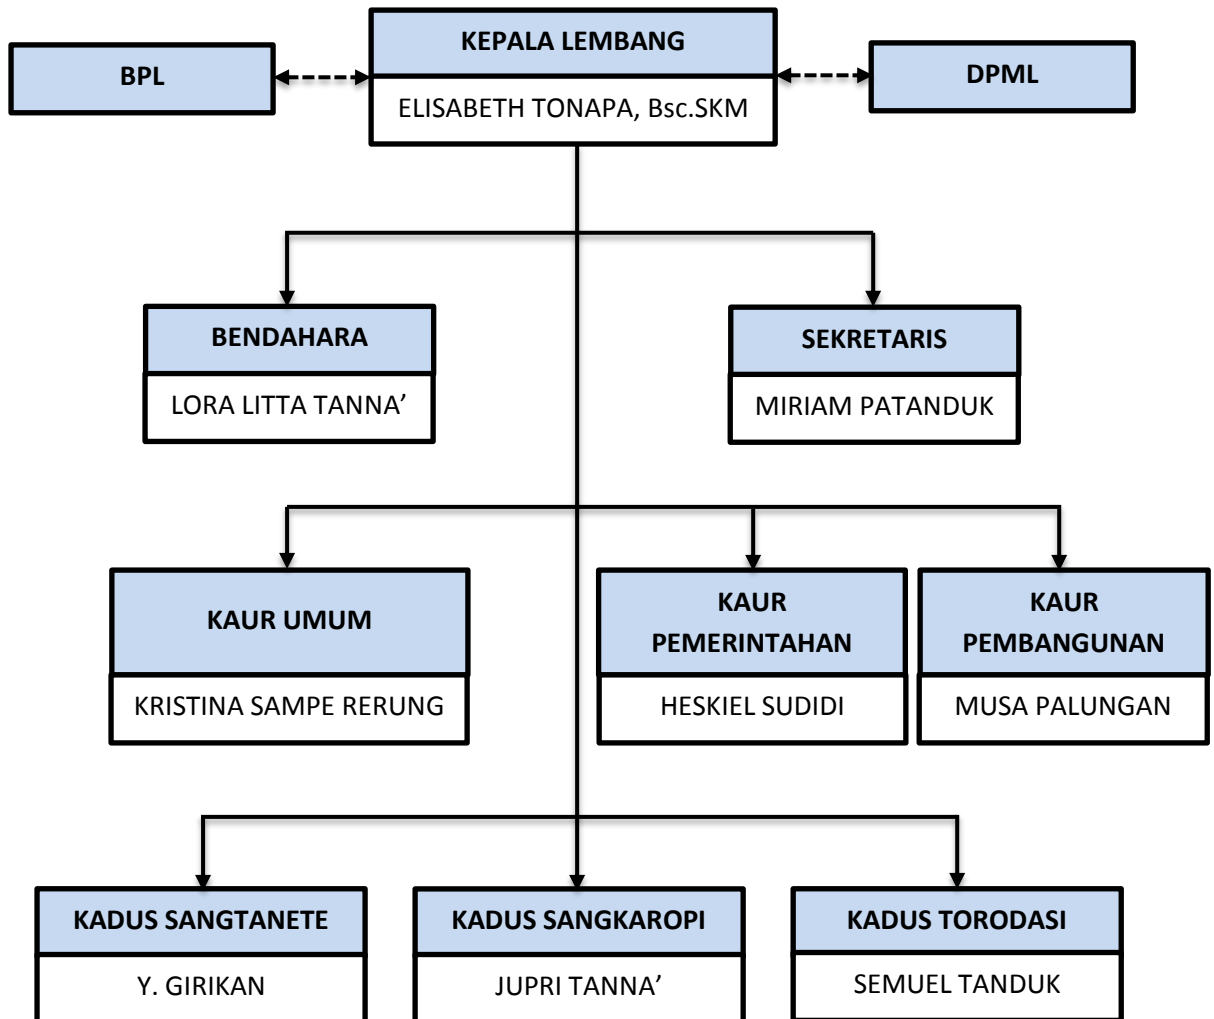 KEPALA LEMBANG
BPL
DPML
ELISABETH TONAPA, Bsc.SKM
BENDAHARA
LORA LITTA TANNA’
SEKRETARIS
MIRIAM PATANDUK
KAUR UMUM
KRISTINA SAMPE RERUNG
KAUR
PEMERINTAHAN
HESKIEL SUDIDI
KAUR
PEMBANGUNAN
MUSA PALUNGAN
KADUS SANGTANETE
Y. GIRIKAN
KADUS SANGKAROPI
JUPRI TANNA’
KADUS TORODASI
SEMUEL TANDUK